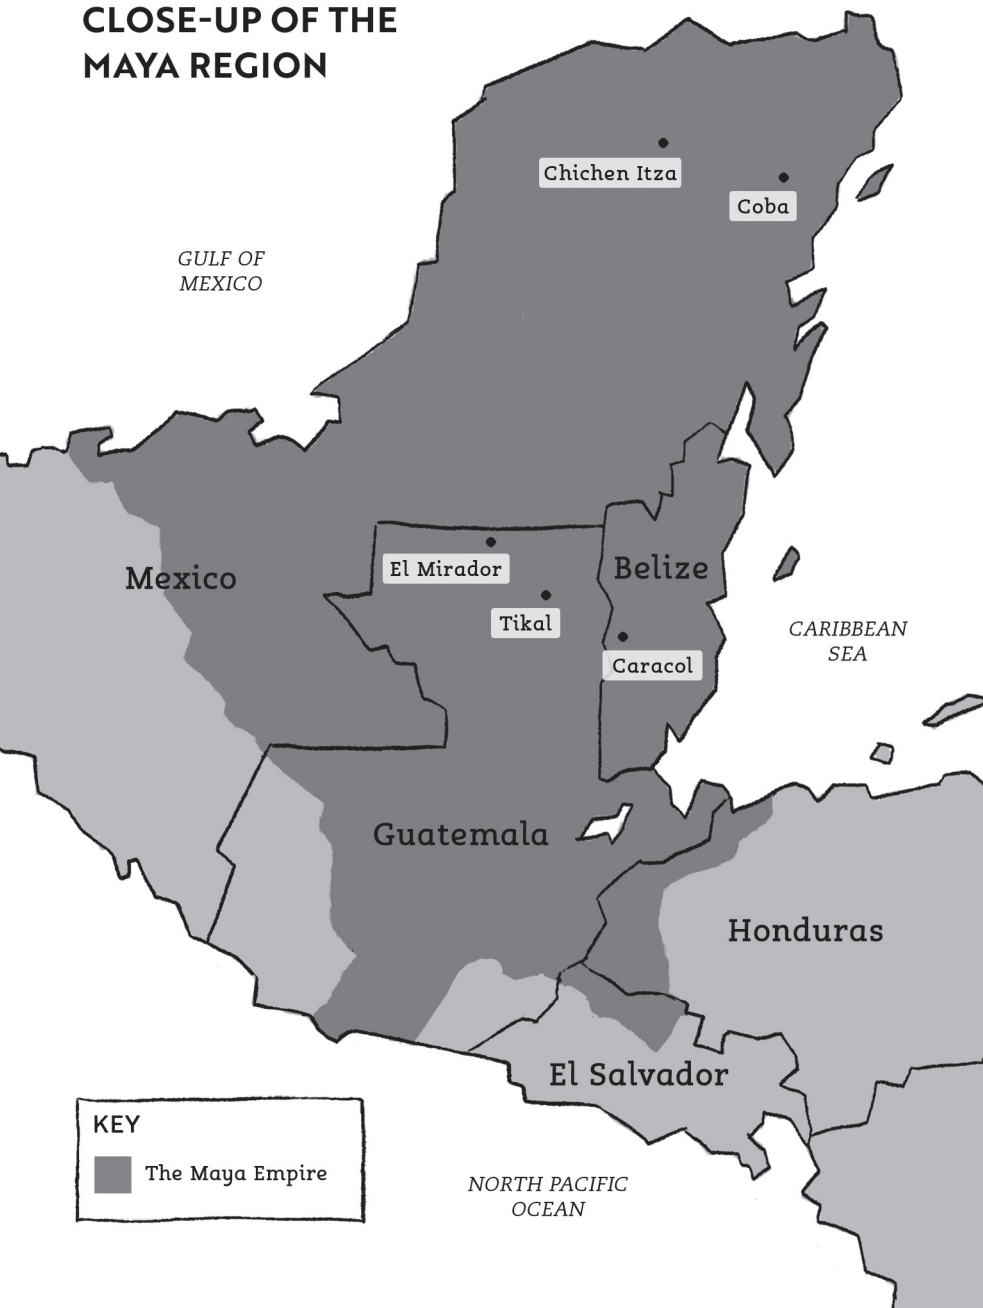 CLOSE-UP OF THE
MAYA REGION
Chichen Itza
Coba
GULF OF
MEXICO
El Mirador
Belize
Mexico
Tikal
CARIBBEAN
SEA
Caracol
Guatemala
Honduras
El Salvador
KEY
The Maya Empire
NORTH PACIFIC
OCEAN